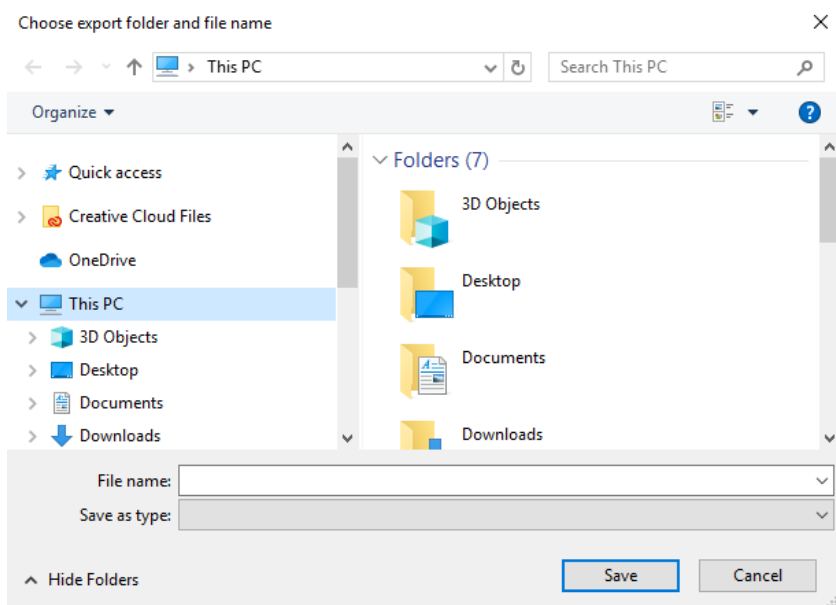 Choose export folder and file name
This PC
Search This PC
Organize
Quick access
Creative Cloud Files
OneDrive
This PC
3D Objects
Desktop
Documents
Downloads
Folders (7)
3D Objects
Desktop
Documents
Downloads
File name:
Save as type:
Hide Folders
Save
Cancel